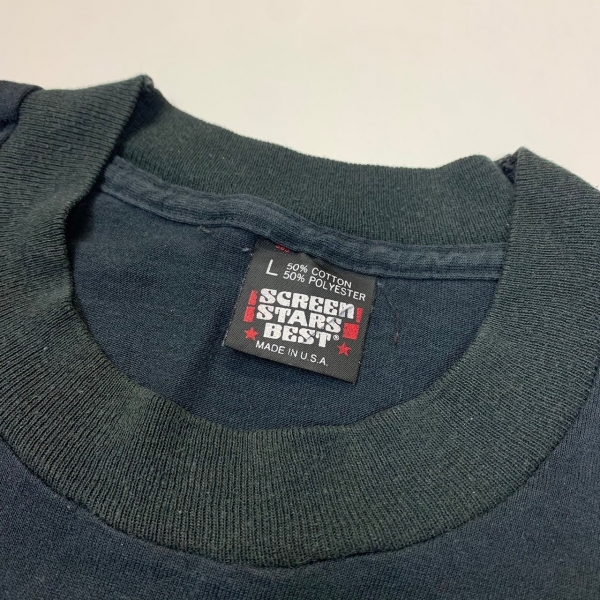 L 50% COTTON
50% POLYESTER
SCREEN
STARS
BEST®
MADE IN U.S.A.